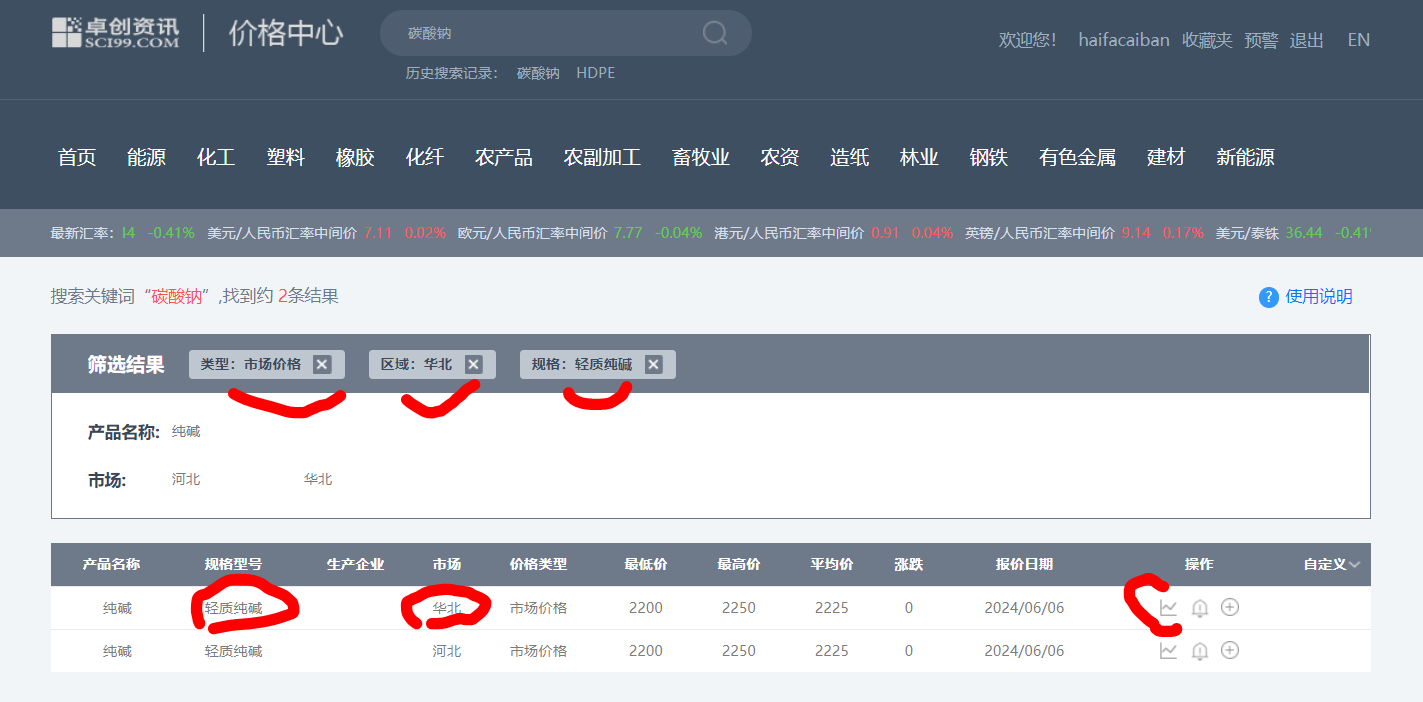 卓创资讯 SCI99.COM 价格中心 碳酸钠 欢迎您! haifacaiban 收藏夹 预警 退出 EN
历史搜索记录: 碳酸钠 HDPE
首页 能源 化工 塑料 橡胶 化纤 农产品 农副加工 畜牧业 农资 造纸 林业 钢铁 有色金属 建材 新能源
最新汇率: -0.41% 美元/人民币汇率中间价 7.11 0.02% 欧元/人民币汇率中间价 7.77 -0.04% 港元/人民币汇率中间价 0.91 0.04% 英镑/人民币汇率中间价 9.14 0.17% 美元/泰铢 36.44 -0.41
搜索关键词“碳酸钠”,找到约 2条结果 ? 使用说明
筛选结果 类型: 市场价格 区域: 华北 规格: 轻质纯碱
产品名称: 纯碱
市场: 河北 华北
产品名称 规格型号 生产企业 市场 价格类型 最低价 最高价 平均价 涨跌 报价日期 操作 自定义
纯碱 轻质纯碱 华北 市场价格 2200 2250 2225 0 2024/06/06
纯碱 轻质纯碱 河北 市场价格 2200 2250 2225 0 2024/06/06